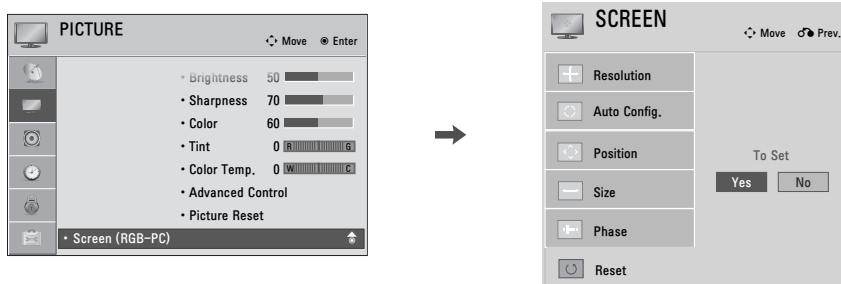 PICTURE
Move Enter
• Brightness 50
• Sharpness 70
• Color 60
• Tint 0 R G
• Color Temp. 0 W C
• Advanced Control
• Picture Reset
• Screen (RGB-PC)
SCREEN
Move Prev.
Resolution
Auto Config.
Position
Size
Phase
Reset
To Set
Yes No